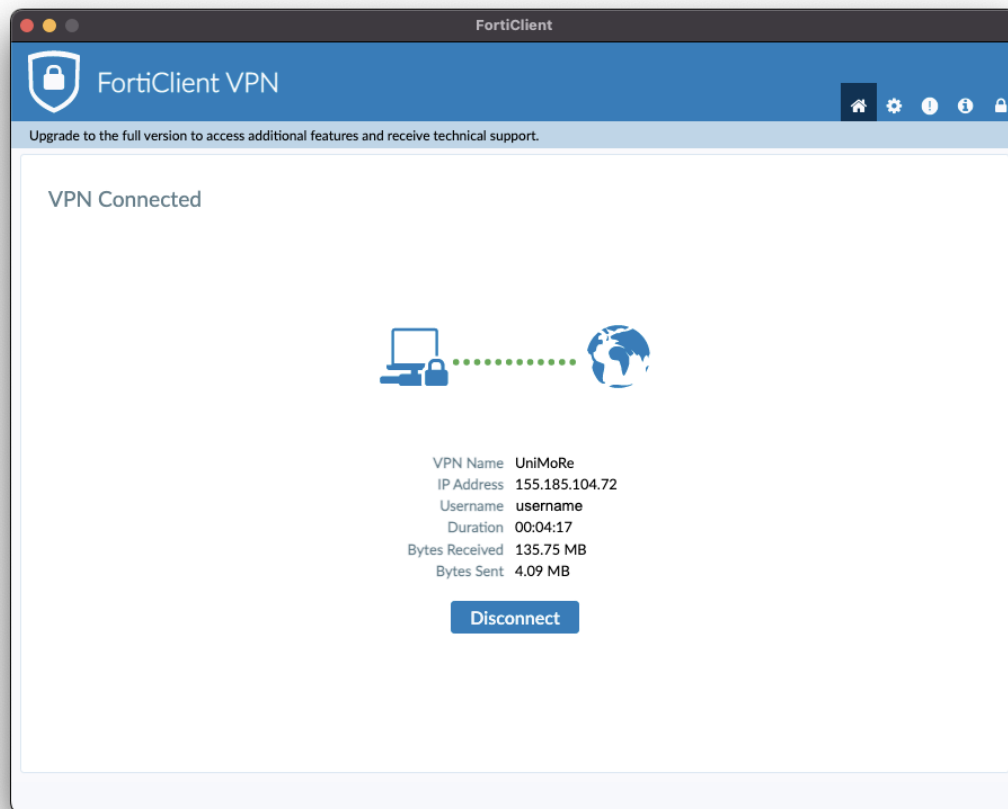 FortiClient
FortiClient VPN
Upgrade to the full version to access additional features and receive technical support.
VPN Connected
VPN Name UniMoRe
IP Address 155.185.104.72
Username username
Duration 00:04:17
Bytes Received 135.75 MB
Bytes Sent 4.09 MB
Disconnect